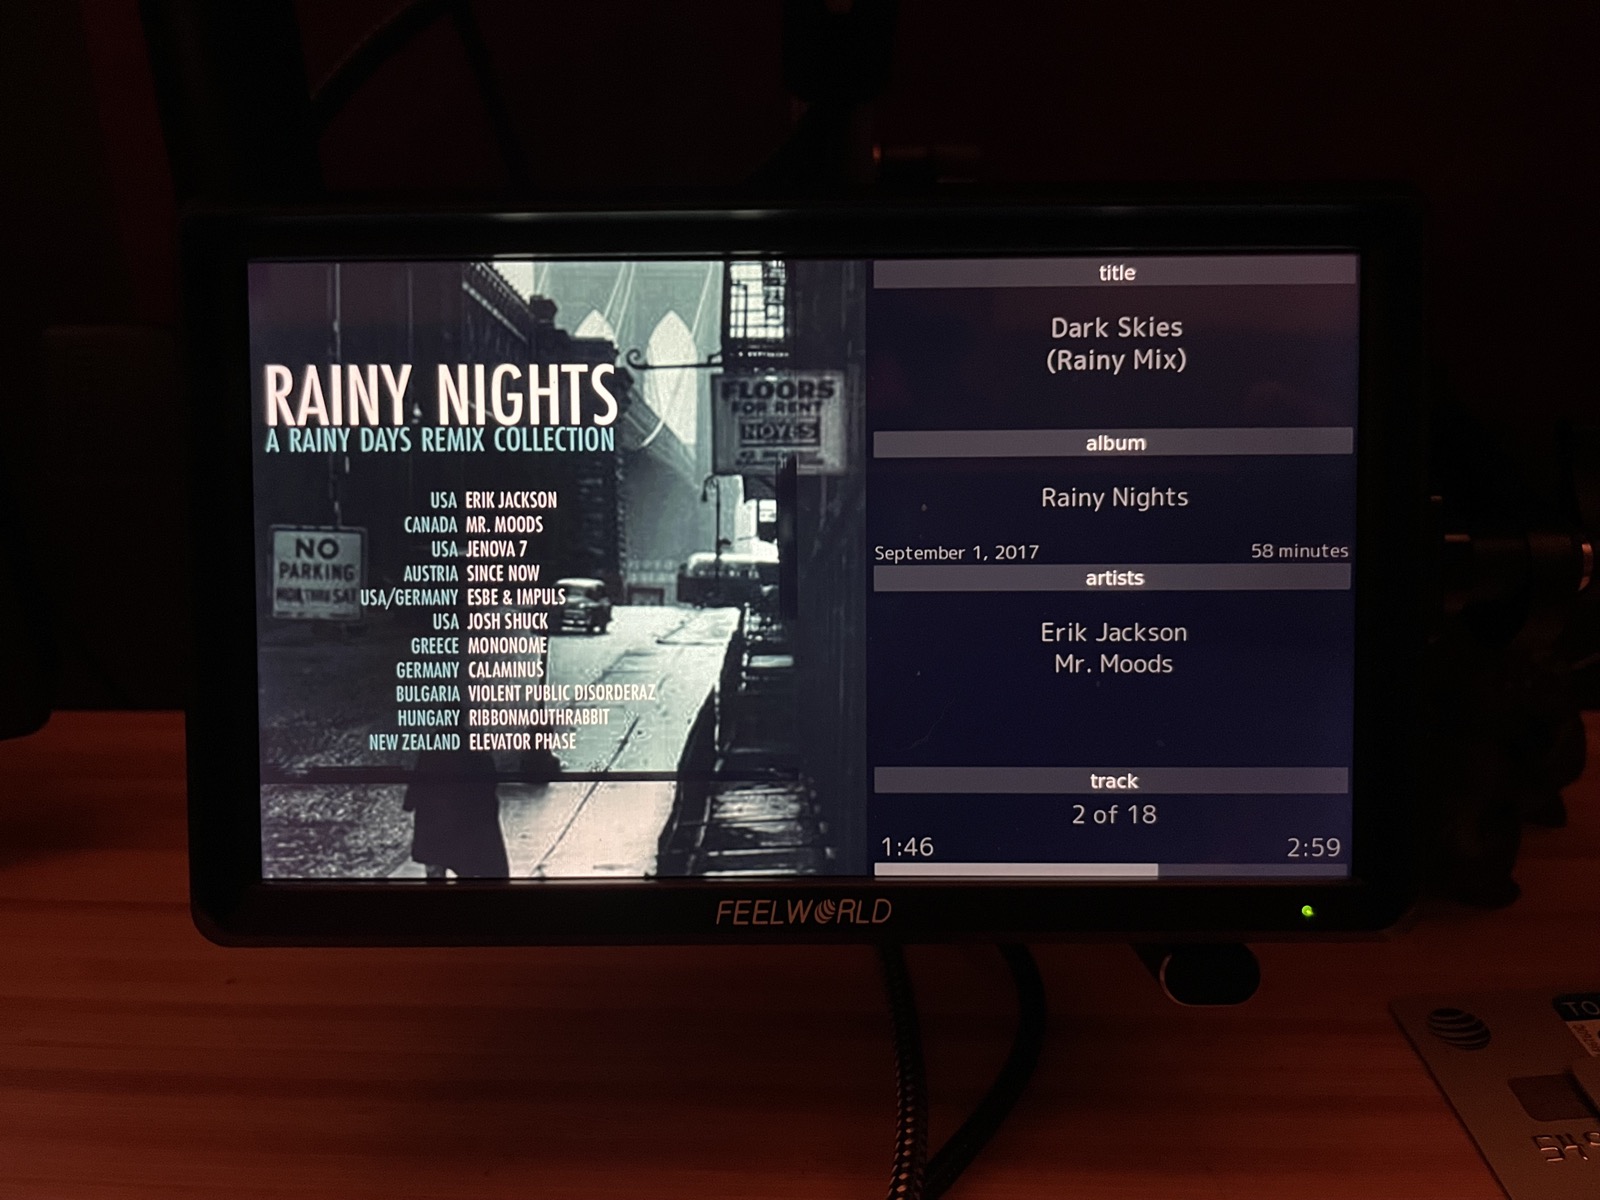 RAINY NIGHTS
A RAINY DAYS REMIX COLLECTION
USA ERIK JACKSON
CANADA MR. MOODS
USA JENOVA 7
AUSTRIA SINCE NOW
USA/GERMANY ESBE & IMPULS
USA JOSH SHUCK
GREECE MONONOME
GERMANY CALAMINUS
BULGARIA VIOLENT PUBLIC DISORDERAZ
HUNGARY RIBBONMOUTHRABBIT
NEW ZEALAND ELEVATOR PHASE
NO
PARKING
FLOORS
FOR RENT
NOYES
title
Dark Skies
(Rainy Mix)
album
Rainy Nights
September 1, 2017 58 minutes
artists
Erik Jackson
Mr. Moods
track
2 of 18
1:46 2:59
FEELWORLD